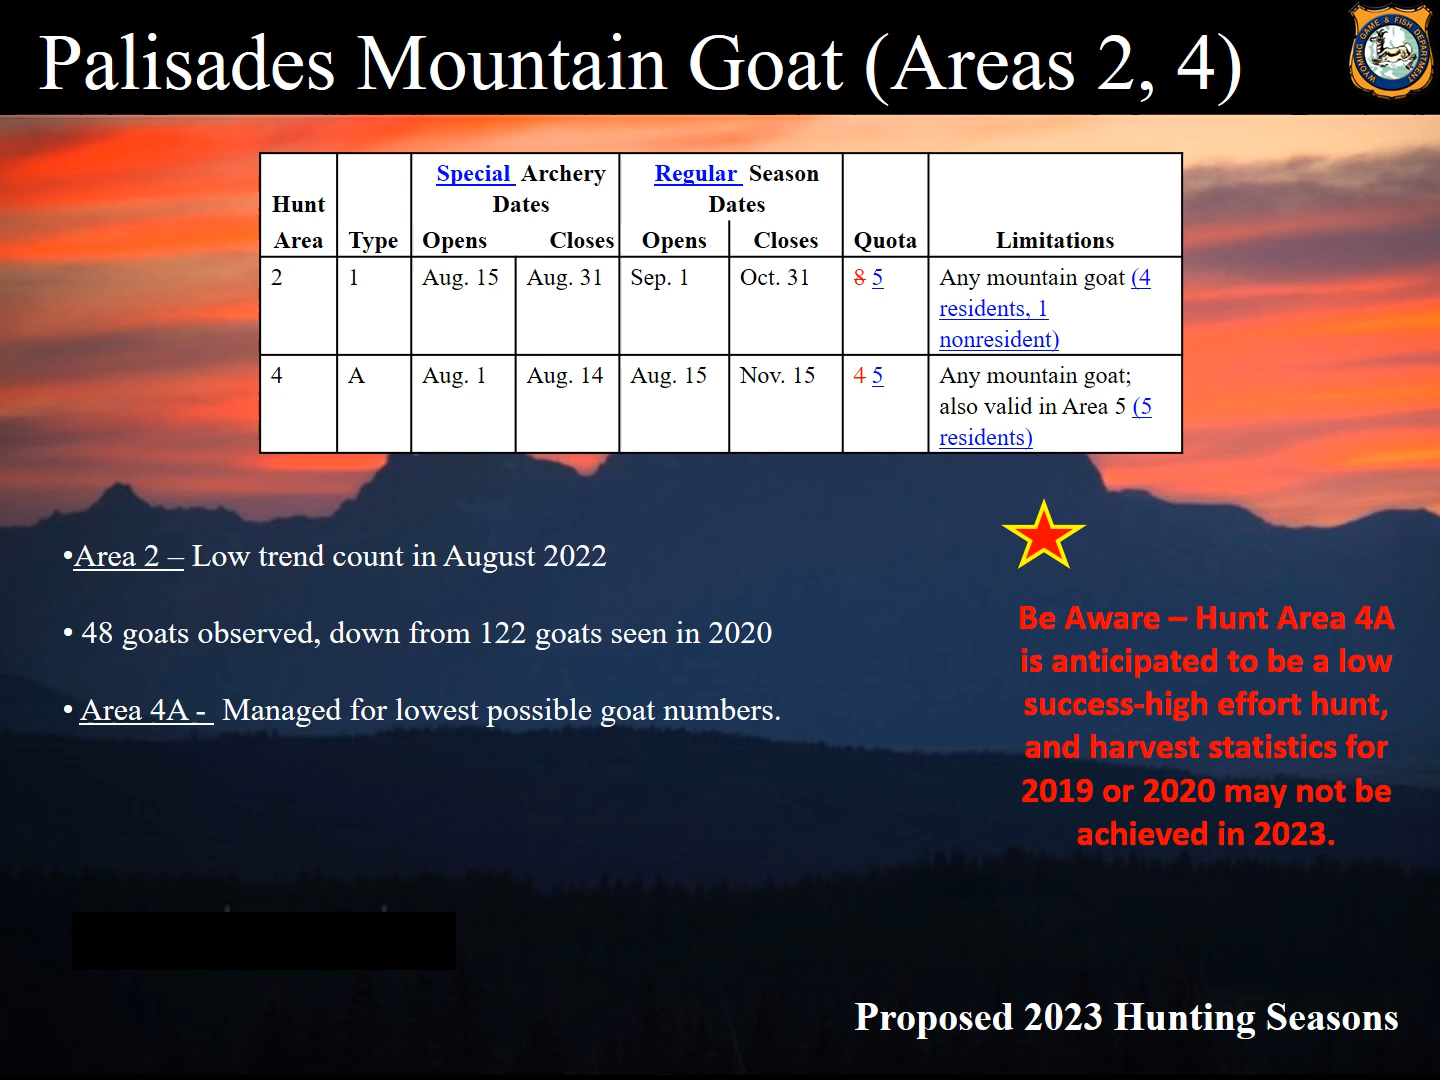 Palisades Mountain Goat (Areas 2, 4)
WYOMING GAME & FISH DEPARTMENT
Special Archery Regular Season
Hunt Dates Dates
Area Type Opens Closes Opens Closes Quota Limitations
2 1 Aug. 15 Aug. 31 Sep. 1 Oct. 31 8 5 Any mountain goat (4
residents, 1
nonresident)
4 A Aug. 1 Aug. 14 Aug. 15 Nov. 15 4 5 Any mountain goat;
also valid in Area 5 (5
residents)
•Area 2 – Low trend count in August 2022
• 48 goats observed, down from 122 goats seen in 2020
• Area 4A - Managed for lowest possible goat numbers.
Be Aware – Hunt Area 4A
is anticipated to be a low
success-high effort hunt,
and harvest statistics for
2019 or 2020 may not be
achieved in 2023.
Proposed 2023 Hunting Seasons